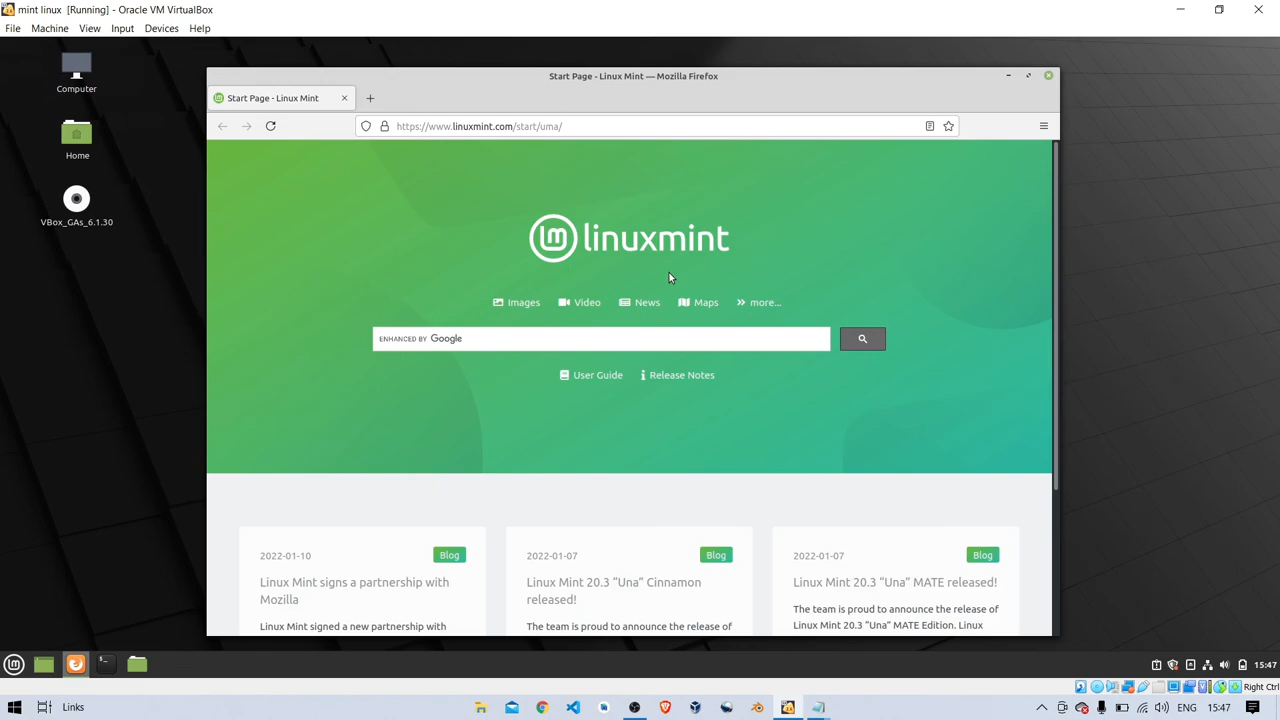 mint linux [Running] - Oracle VM VirtualBox
File Machine View Input Devices Help
Computer
Home
VBox_GAs_6.1.30
Start Page - Linux Mint — Mozilla Firefox
Start Page - Linux Mint
https://www.linuxmint.com/start/uma/
linuxmint
Images Video News Maps more...
ENHANCED BY Google
User Guide Release Notes
2022-01-10 Blog
Linux Mint signs a partnership with
Mozilla
Linux Mint signed a new partnership with
2022-01-07 Blog
Linux Mint 20.3 “Una” Cinnamon
released!
The team is proud to announce the release of
2022-01-07 Blog
Linux Mint 20.3 “Una” MATE released!
The team is proud to announce the release of
Linux Mint 20.3 “Una” MATE Edition. Linux
15:47
Right Ctrl
Links
ENG 15:47